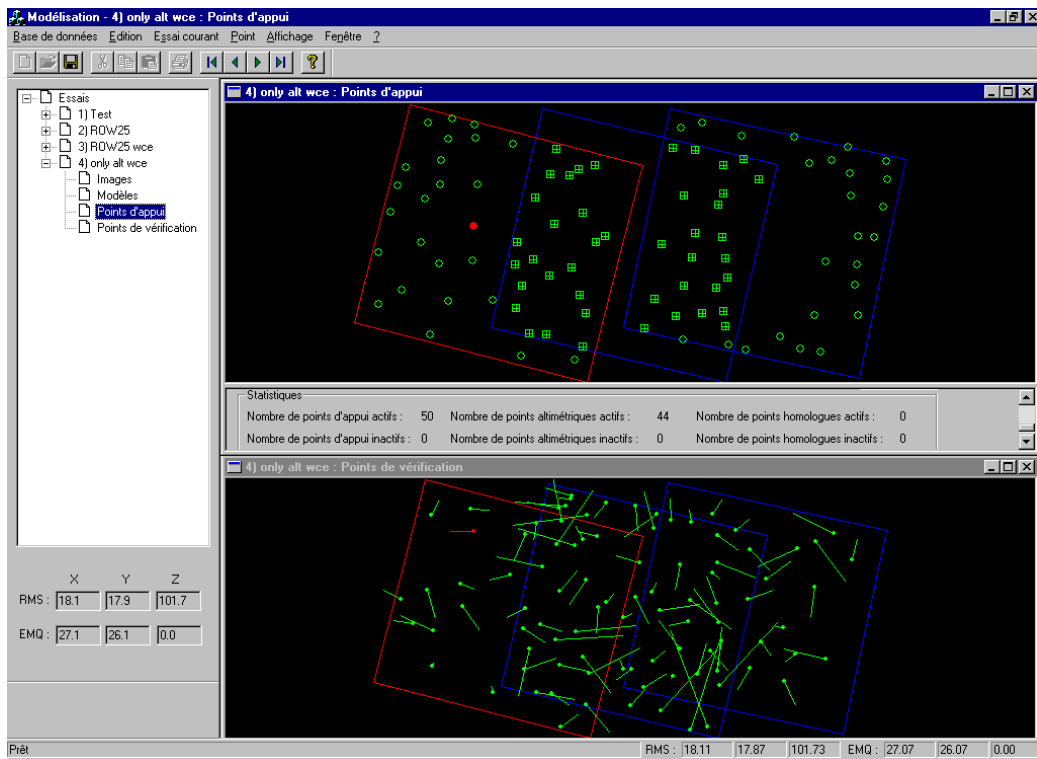 Modélisation - 4) only alt wce : Points d'appui
Base de données Edition Essai courant Point Affichage Fenêtre ?
Essais
1) Test
2) ROW25
3) ROW25 wce
4) only alt wce
Images
Modèles
Points d'appui
Points de vérification
X Y Z
RMS : 18.1 17.9 101.7
EMQ : 27.1 26.1 0.0
4) only alt wce : Points d'appui
Statistiques
Nombre de points d'appui actifs : 50 Nombre de points altimétriques actifs : 44 Nombre de points homologues actifs : 0
Nombre de points d'appui inactifs : 0 Nombre de points altimétriques inactifs : 0 Nombre de points homologues inactifs : 0
4) only alt wce : Points de vérification
Prêt RMS : 18.11 17.87 101.73 EMQ : 27.07 26.07 0.00